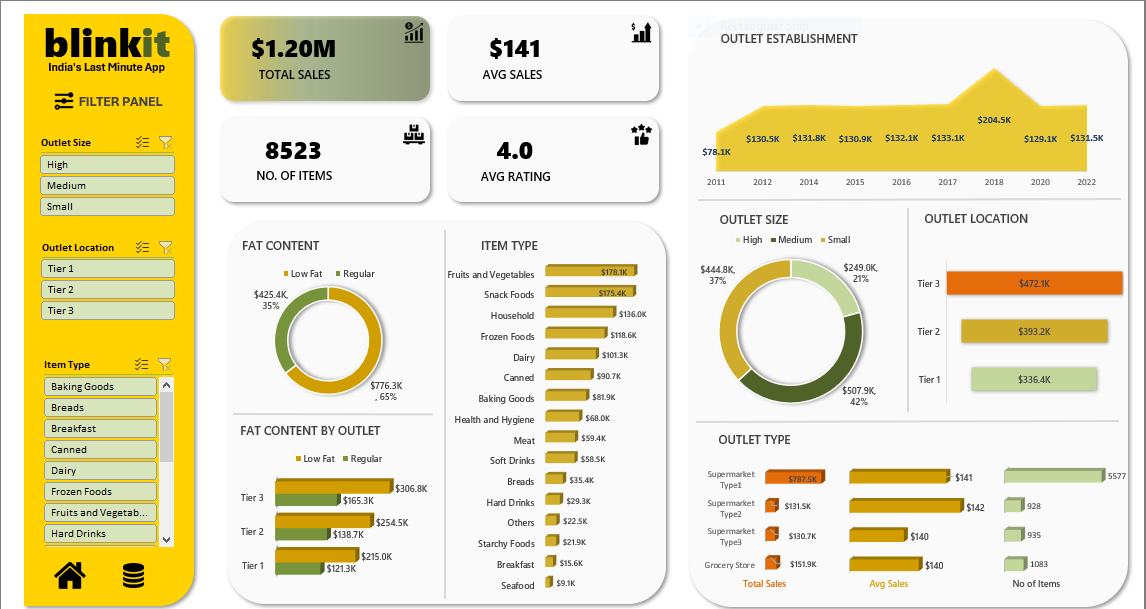 blinkit
India's Last Minute App
FILTER PANEL
Outlet Size
High
Medium
Small
Outlet Location
Tier 1
Tier 2
Tier 3
Item Type
Baking Goods
Breads
Breakfast
Canned
Dairy
Frozen Foods
Fruits and Vegetab...
Hard Drinks
$1.20M
TOTAL SALES
$141
AVG SALES
8523
NO. OF ITEMS
4.0
AVG RATING
FAT CONTENT
Low Fat Regular
$425.4K,
35%
$776.3K
, 65%
FAT CONTENT BY OUTLET
Low Fat Regular
Tier 3 $306.8K
$165.3K
Tier 2 $254.5K
$138.7K
Tier 1 $215.0K
$121.3K
ITEM TYPE
Fruits and Vegetables $178.1K
Snack Foods $175.4K
Household $136.0K
Frozen Foods $118.6K
Dairy $101.3K
Canned $90.7K
Baking Goods $81.9K
Health and Hygiene $68.0K
Meat $59.4K
Soft Drinks $58.5K
Breads $35.4K
Hard Drinks $29.3K
Others $22.5K
Starchy Foods $21.9K
Breakfast $15.6K
Seafood $9.1K
OUTLET ESTABLISHMENT
$78.1K $130.5K $131.8K $130.9K $132.1K $133.1K $204.5K $129.1K $131.5K
2011 2012 2014 2015 2016 2017 2018 2020 2022
OUTLET SIZE
High Medium Small
$444.8K,
37%
$249.0K,
21%
$507.9K,
42%
OUTLET LOCATION
Tier 3 $472.1K
Tier 2 $393.2K
Tier 1 $336.4K
OUTLET TYPE
Supermarket
Type1 $787.5K $141 5577
Supermarket
Type2 $131.5K $142 928
Supermarket
Type3 $130.7K $140 935
Grocery Store $151.9K $140 1083
Total Sales Avg Sales No of Items